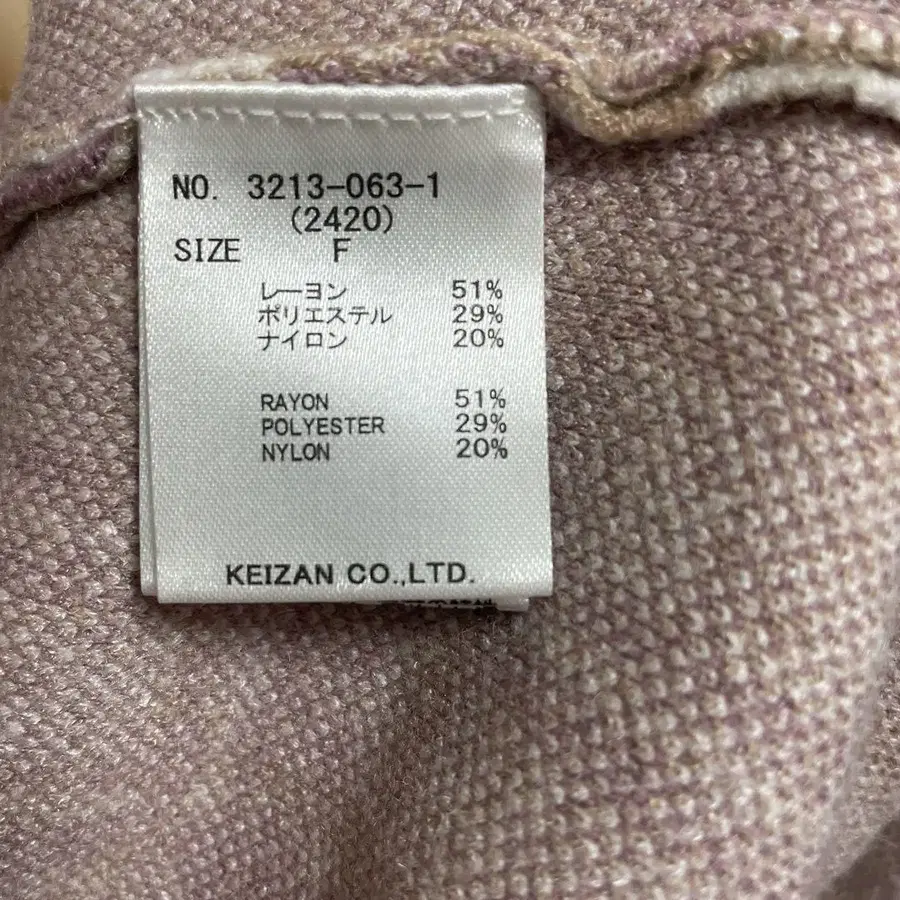 NO. 3213-063-1
(2420)
SIZE F
レーヨン 51%
ポリエステル 29%
ナイロン 20%
RAYON 51%
POLYESTER 29%
NYLON 20%
KEIZAN CO.,LTD.